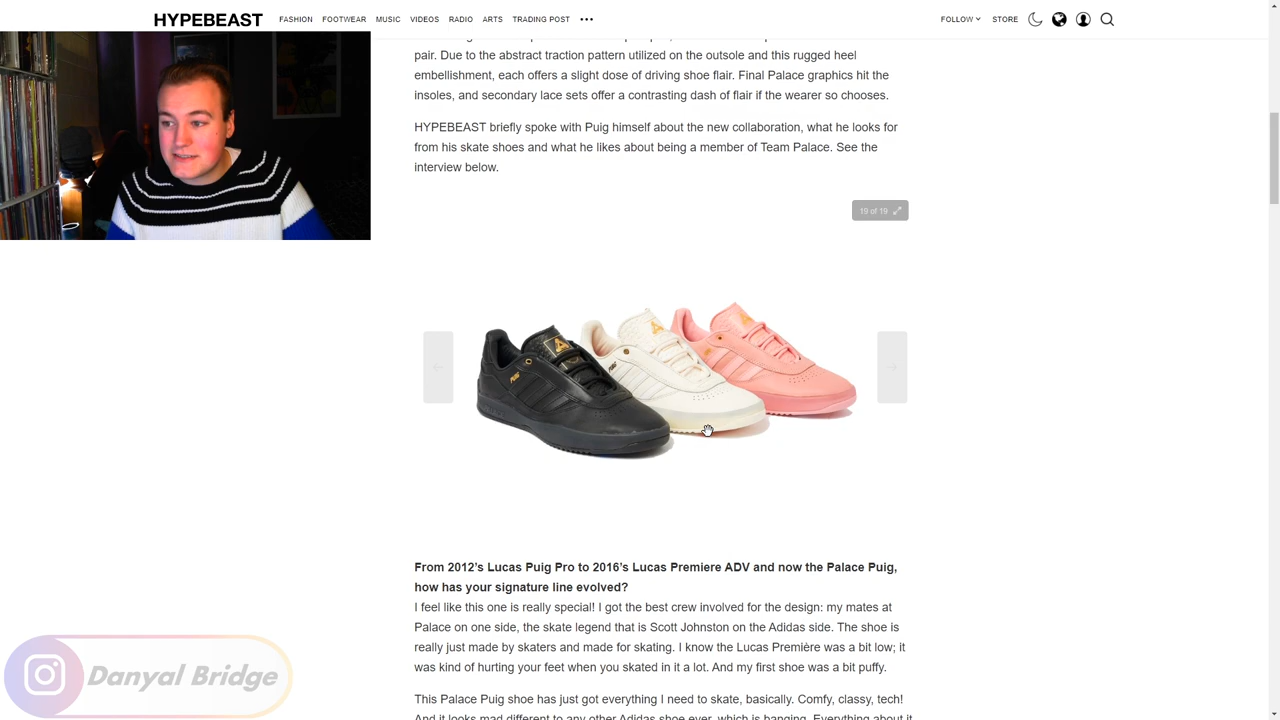 HYPEBEAST
FASHION FOOTWEAR MUSIC VIDEOS RADIO ARTS TRADING POST •••
FOLLOW STORE
pair. Due to the abstract traction pattern utilized on the outsole and this rugged heel
embellishment, each offers a slight dose of driving shoe flair. Final Palace graphics hit the
insoles, and secondary lace sets offer a contrasting dash of flair if the wearer so chooses.
HYPEBEAST briefly spoke with Puig himself about the new collaboration, what he looks for
from his skate shoes and what he likes about being a member of Team Palace. See the
interview below.
19 of 19
PUIG
From 2012’s Lucas Puig Pro to 2016’s Lucas Premiere ADV and now the Palace Puig,
how has your signature line evolved?
I feel like this one is really special! I got the best crew involved for the design: my mates at
Palace on one side, the skate legend that is Scott Johnston on the Adidas side. The shoe is
really just made by skaters and made for skating. I know the Lucas Première was a bit low; it
was kind of hurting your feet when you skated in it a lot. And my first shoe was a bit puffy.
This Palace Puig shoe has just got everything I need to skate, basically. Comfy, classy, tech!
And it looks mad different to any other Adidas shoe ever, which is banging. Everything about it
Danyal Bridge